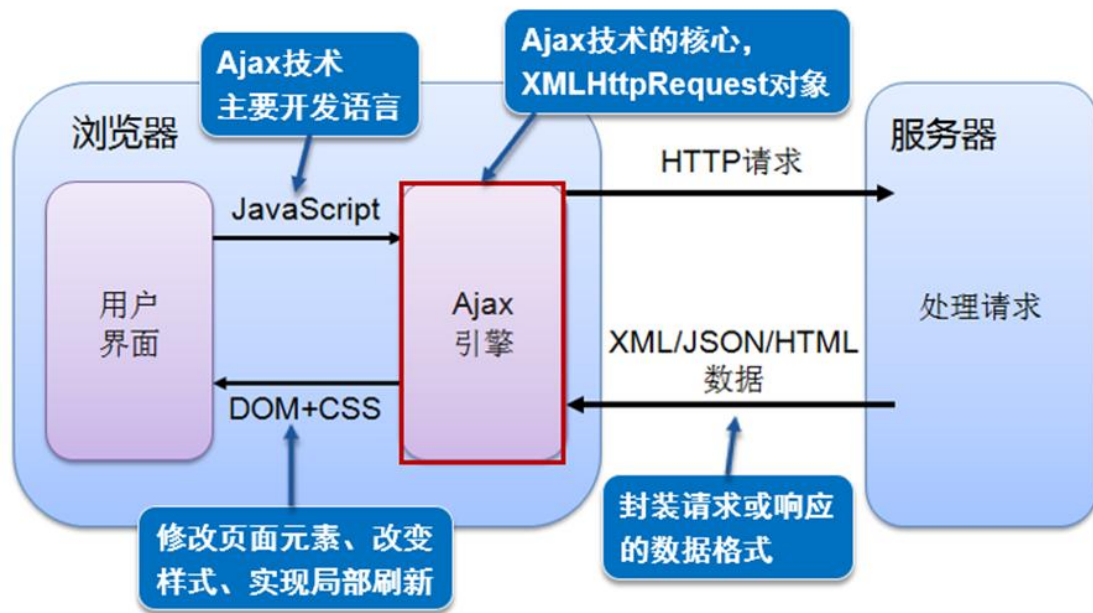 Ajax技术
主要开发语言
Ajax技术的核心，
XMLHttpRequest对象
浏览器
服务器
HTTP请求
JavaScript
用户
界面
Ajax
引擎
处理请求
XML/JSON/HTML
数据
DOM+CSS
修改页面元素、改变
样式、实现局部刷新
封装请求或响应
的数据格式